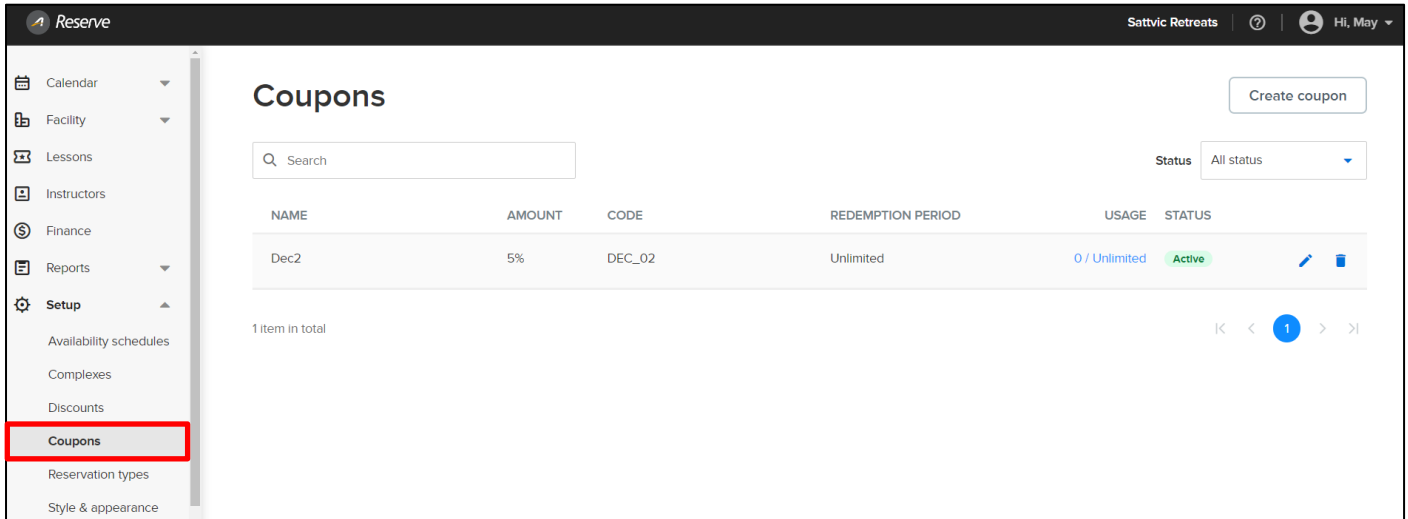 Reserve
Sattvic Retreats
Hi, May
Calendar
Facility
Lessons
Instructors
Finance
Reports
Setup
Availability schedules
Complexes
Discounts
Coupons
Reservation types
Style & appearance
Coupons
Create coupon
Search
Status All status
NAME AMOUNT CODE REDEMPTION PERIOD USAGE STATUS
Dec2 5% DEC_02 Unlimited 0 / Unlimited Active
1 item in total
1